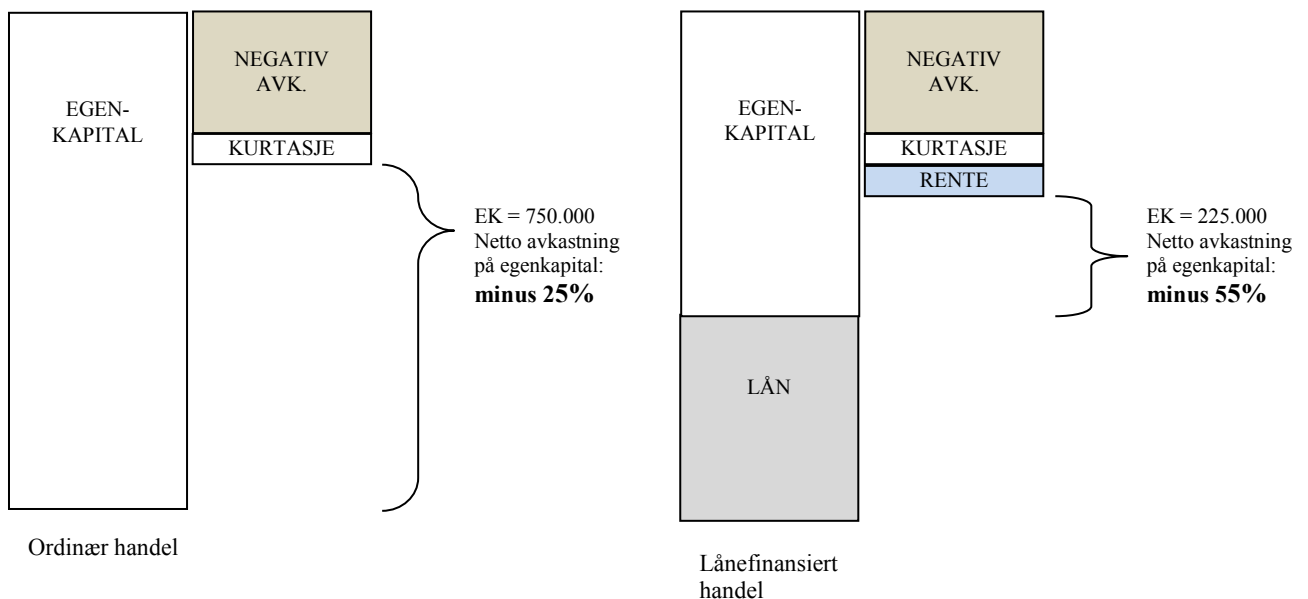 EGEN-
KAPITAL
NEGATIV
AVK.
KURTASJE
EK = 750.000
Netto avkastning
på egenkapital:
minus 25%
Ordinær handel
EGEN-
KAPITAL
LÅN
NEGATIV
AVK.
KURTASJE
RENTE
EK = 225.000
Netto avkastning
på egenkapital:
minus 55%
Lånefinansiert
handel